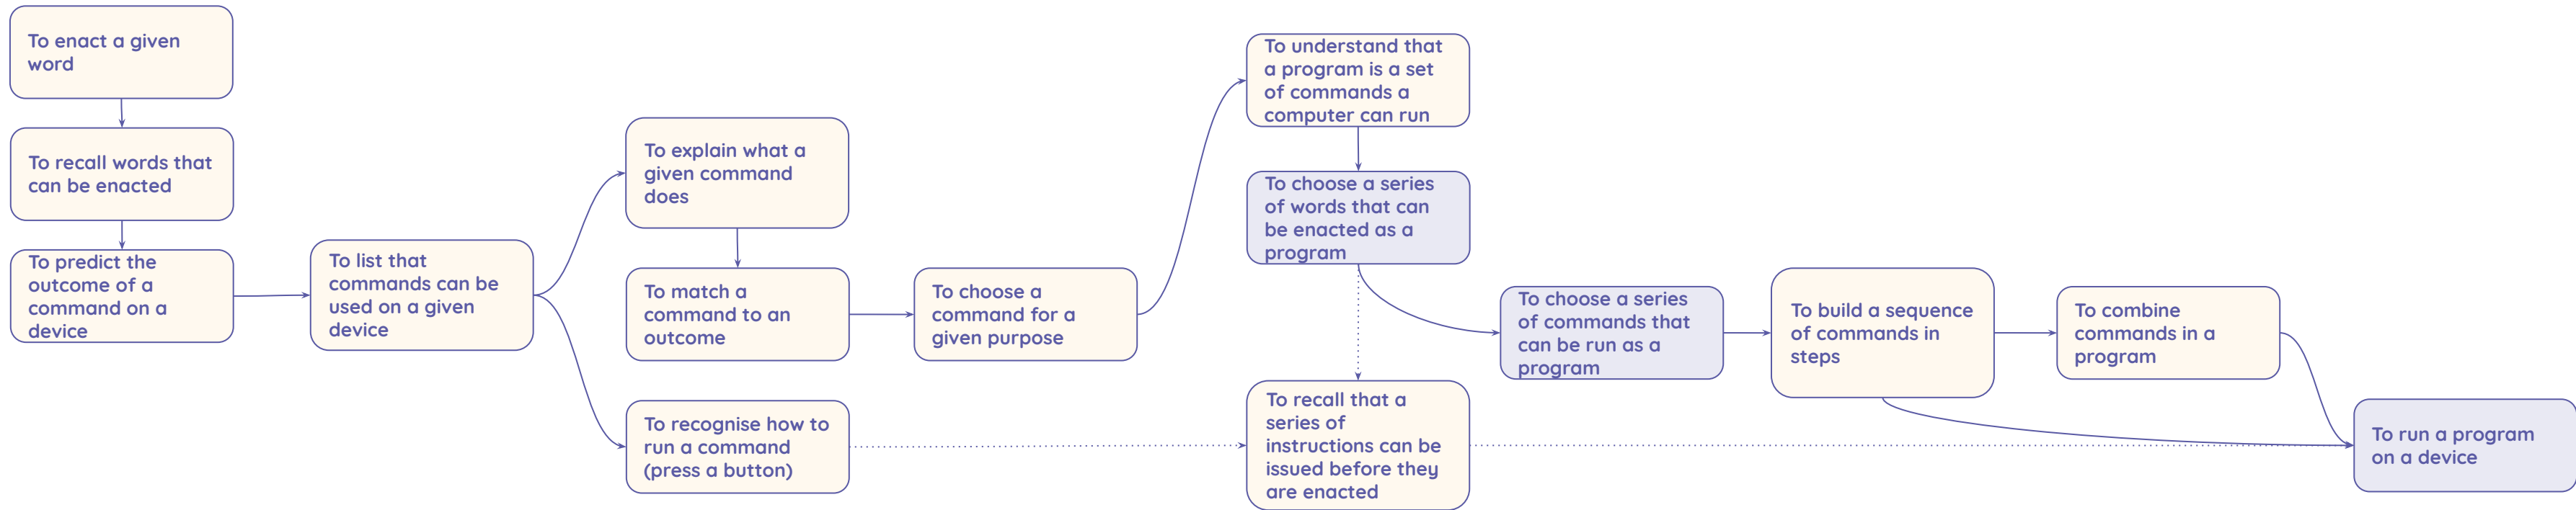 To enact a given
word
To recall words that
can be enacted
To predict the
outcome of a
command on a
device
To list that
commands can be
used on a given
device
To explain what a
given command
does
To match a
command to an
outcome
To recognise how to
run a command
(press a button)
To choose a
command for a
given purpose
To understand that
a program is a set
of commands a
computer can run
To choose a series
of words that can
be enacted as a
program
To recall that a
series of
instructions can be
issued before they
are enacted
To choose a series
of commands that
can be run as a
program
To build a sequence
of commands in
steps
To combine
commands in a
program
To run a program
on a device